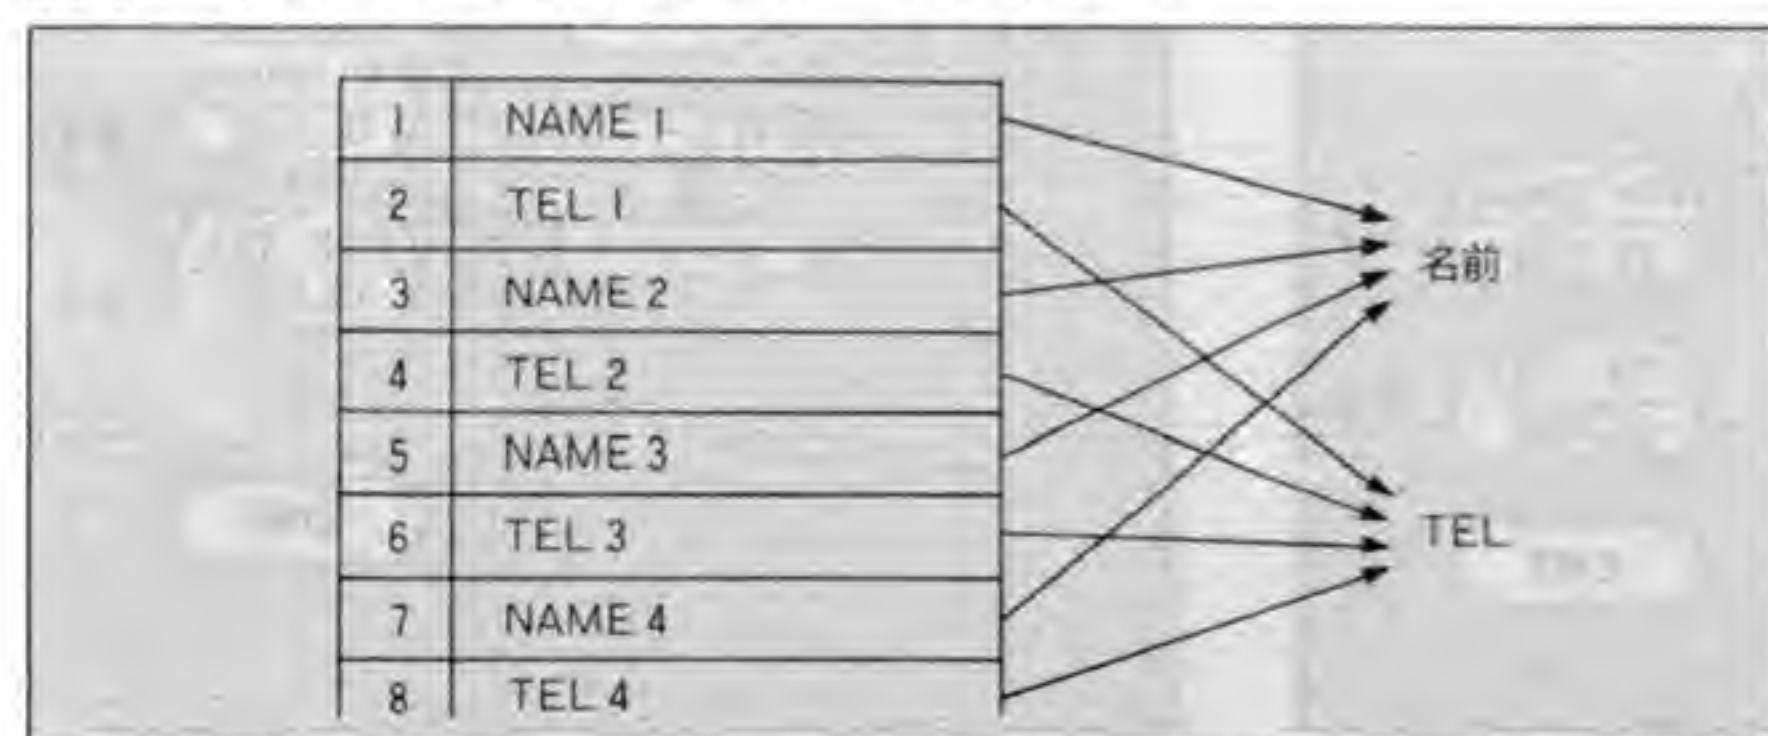 1 NAME 1
2 TEL 1
3 NAME 2
4 TEL 2
5 NAME 3
6 TEL 3
7 NAME 4
8 TEL 4
名前
TEL